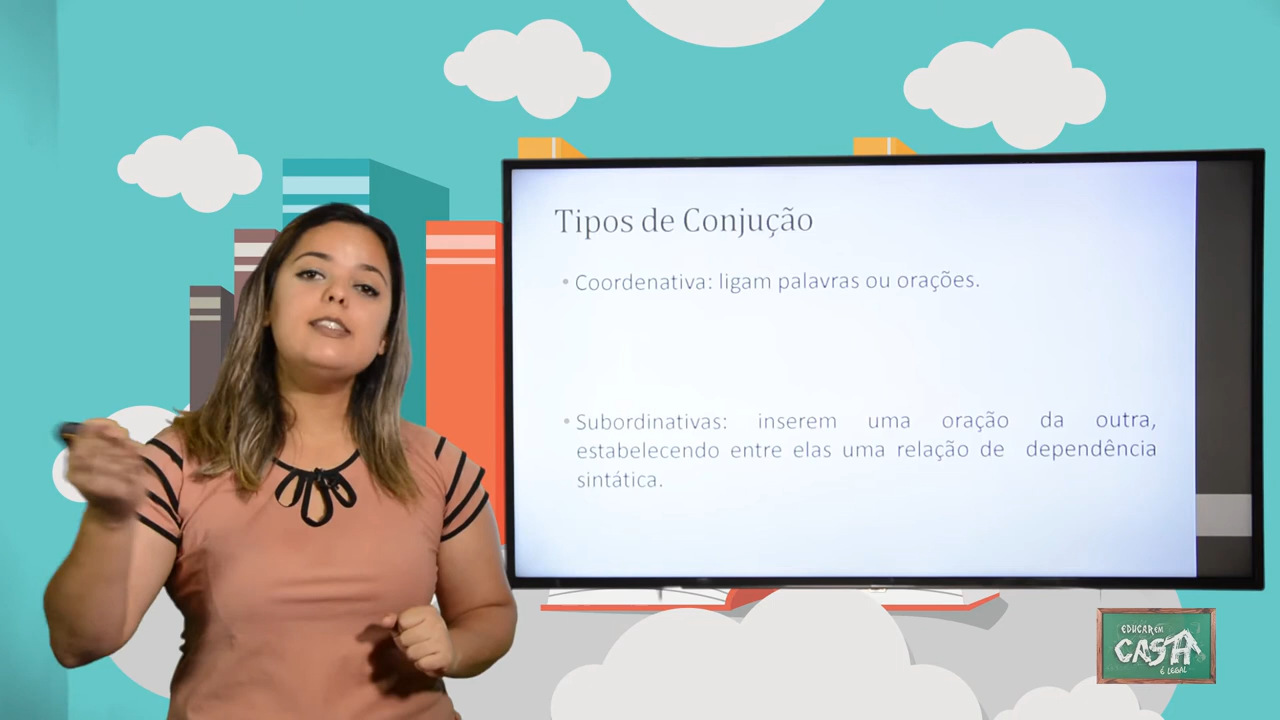 Tipos de Conjução
• Coordenativa: ligam palavras ou orações.
• Subordinativas: inserem uma oração da outra,
estabelecendo entre elas uma relação de dependência
sintática.
EDUCAR EM
CASA
É LEGAL